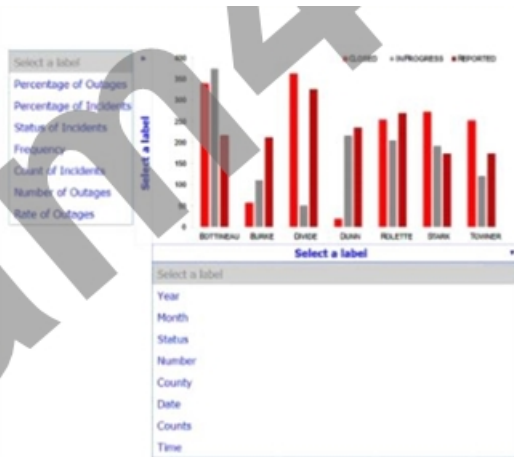 Select a label
Percentage of Outages
Percentage of Incidents
Status of Incidents
Frequency
Count of Incidents
Number of Outages
Rate of Outages
Select a label
400
350
300
250
200
150
100
50
0
CLOSED INPROGRESS REPORTED
BOTTINEAU BURKE DIVIDE DUNN ROLETTE STARK TOWNER
Select a label
Select a label
Year
Month
Status
Number
County
Date
Counts
Time